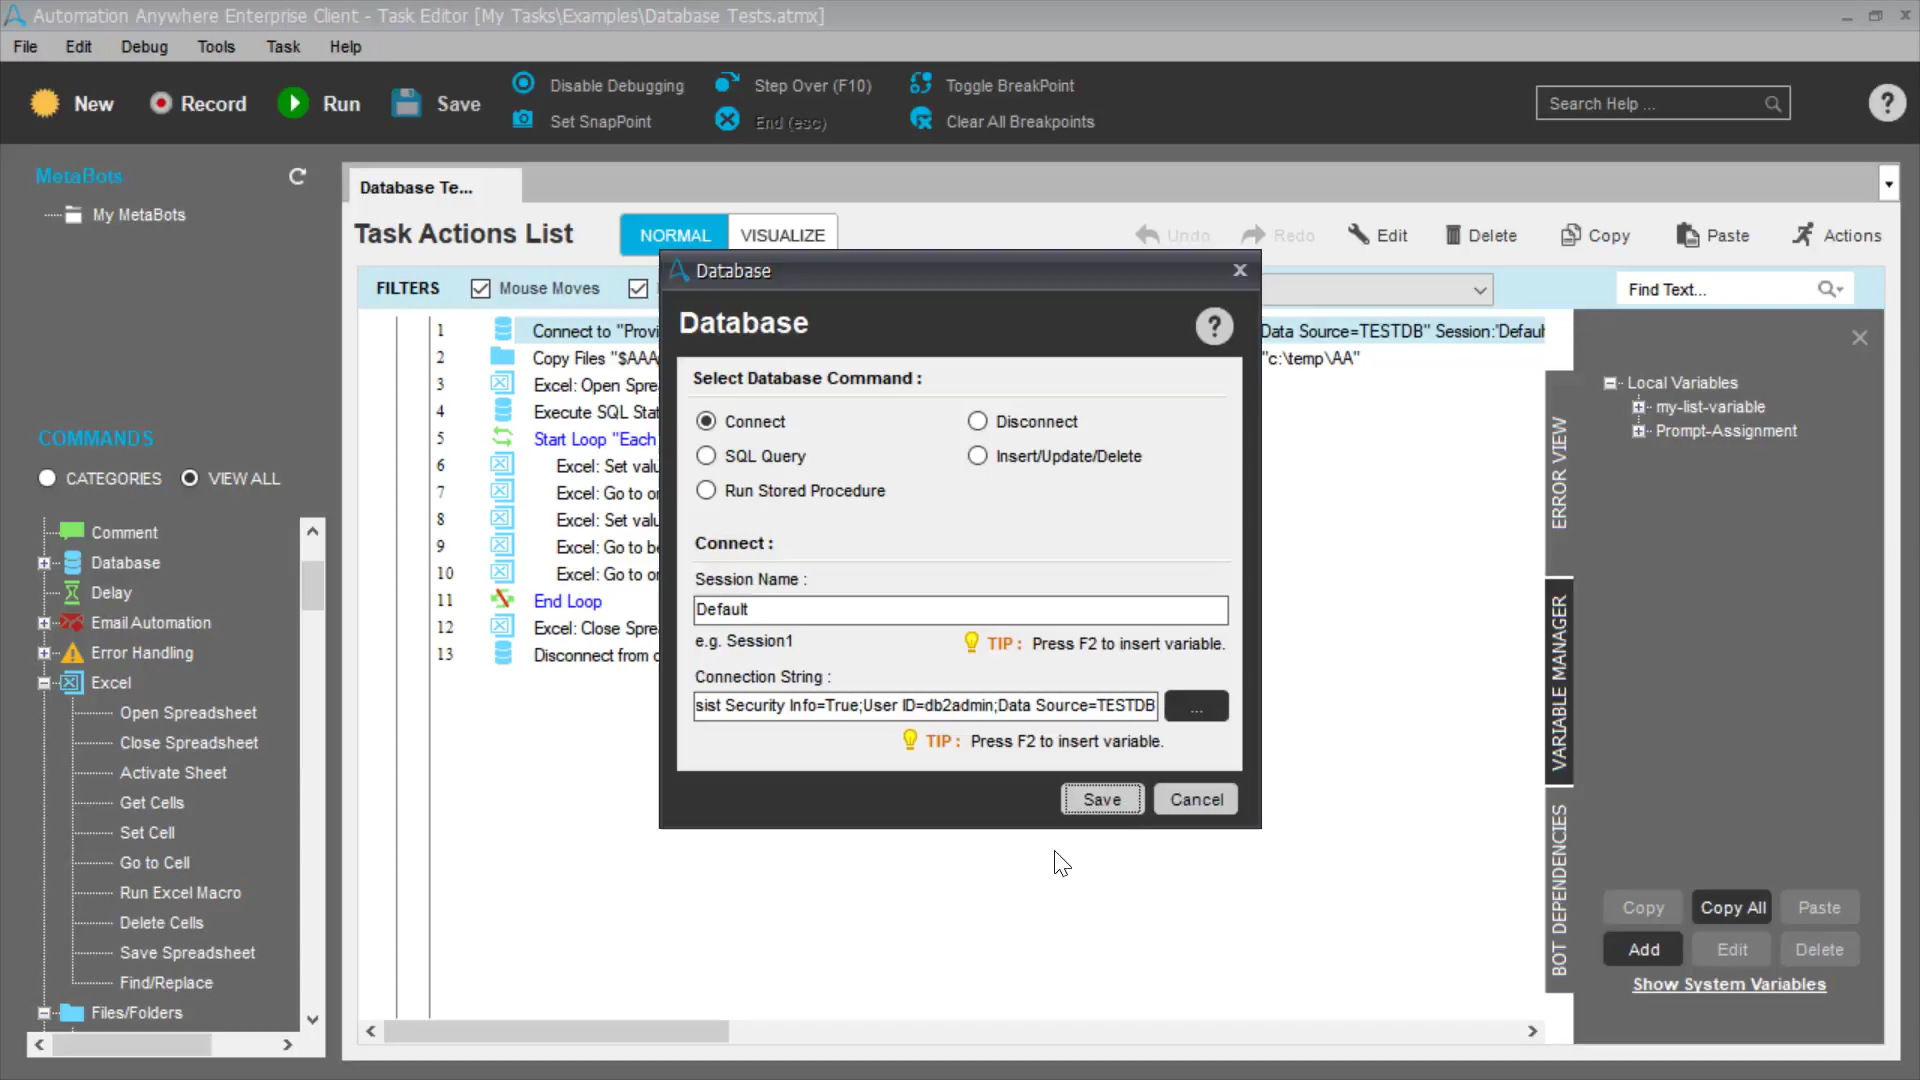 Automation Anywhere Enterprise Client - Task Editor [My Tasks\Examples\Database Tests.atmx]
File Edit Debug Tools Task Help
New Record Run Save
Disable Debugging Step Over (F10) Toggle BreakPoint
Set SnapPoint End (esc) Clear All Breakpoints
Search Help ...
?
MetaBots
My MetaBots
COMMANDS
CATEGORIES VIEW ALL
Comment
Database
Delay
Email Automation
Error Handling
Excel
Open Spreadsheet
Close Spreadsheet
Activate Sheet
Get Cells
Set Cell
Go to Cell
Run Excel Macro
Delete Cells
Save Spreadsheet
Find/Replace
Files/Folders
Database Te...
Task Actions List
NORMAL VISUALIZE
Undo Redo Edit Delete Copy Paste Actions
FILTERS Mouse Moves
Find Text...
1 Connect to "Provi Data Source=TESTDB" Session:'Defaul
2 Copy Files "$AAA "c:\temp\AA"
3 Excel: Open Spre
4 Execute SQL Stat
5 Start Loop "Each
6 Excel: Set valu
7 Excel: Go to or
8 Excel: Set valu
9 Excel: Go to be
10 Excel: Go to or
11 End Loop
12 Excel: Close Spre
13 Disconnect from
Database
Database
?
Select Database Command :
Connect Disconnect
SQL Query Insert/Update/Delete
Run Stored Procedure
Connect :
Session Name :
Default
e.g. Session1 TIP : Press F2 to insert variable.
Connection String :
sist Security Info=True;User ID=db2admin;Data Source=TESTDB ...
TIP : Press F2 to insert variable.
Save Cancel
ERROR VIEW
VARIABLE MANAGER
BOT DEPENDENCIES
Local Variables
my-list-variable
Prompt-Assignment
Copy Copy All Paste
Add Edit Delete
Show System Variables